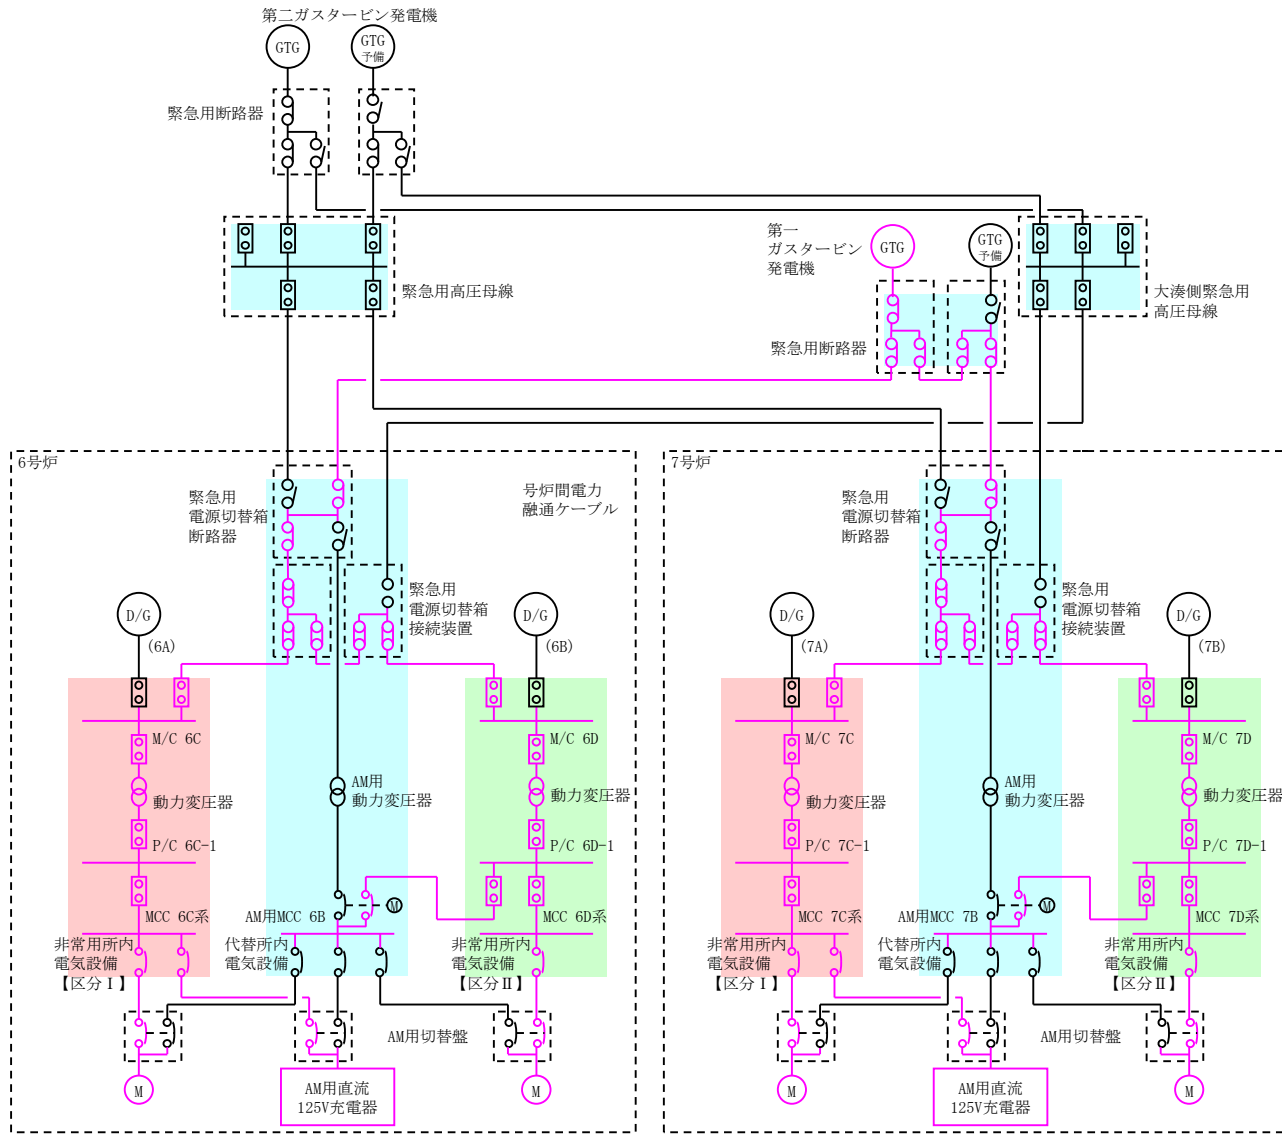 第二ガスタービン発電機
GTG
GTG
予備
緊急用断路器
第一
ガスタービン
発電機
GTG
GTG
予備
緊急用高圧母線
大湊側緊急用
高圧母線
緊急用断路器
6号炉
緊急用
電源切替箱
断路器
号炉間電力
融通ケーブル
D/G
(6A)
緊急用
電源切替箱
接続装置
D/G
(6B)
M/C 6C
M/C 6D
動力変圧器
AM用
動力変圧器
動力変圧器
P/C 6C-1
P/C 6D-1
M
MCC 6C系
AM用MCC 6B
MCC 6D系
非常用所内
電気設備
【区分Ⅰ】
代替所内
電気設備
非常用所内
電気設備
【区分Ⅱ】
AM用切替盤
M
AM用直流
125V充電器
M
7号炉
緊急用
電源切替箱
断路器
D/G
(7A)
緊急用
電源切替箱
接続装置
D/G
(7B)
M/C 7C
M/C 7D
動力変圧器
AM用
動力変圧器
動力変圧器
P/C 7C-1
P/C 7D-1
M
MCC 7C系
AM用MCC 7B
MCC 7D系
非常用所内
電気設備
【区分Ⅰ】
代替所内
電気設備
非常用所内
電気設備
【区分Ⅱ】
AM用切替盤
M
AM用直流
125V充電器
M